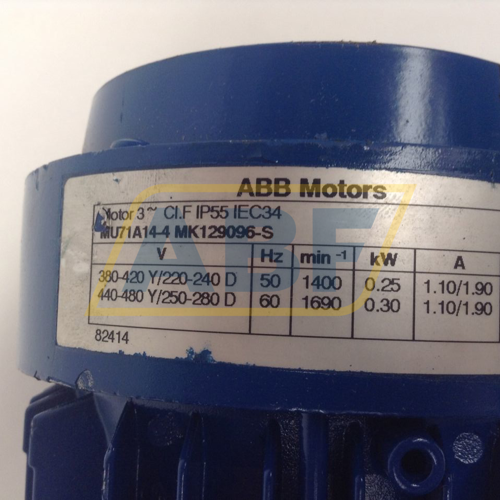 ABB Motors
Motor 3~ Cl.F IP55 IEC34
MU71A14-4 MK129096-S
V Hz min -1 kW A
380-420 Y/220-240 D 50 1400 0.25 1.10/1.90
440-480 Y/250-280 D 60 1690 0.30 1.10/1.90
82414
ABF